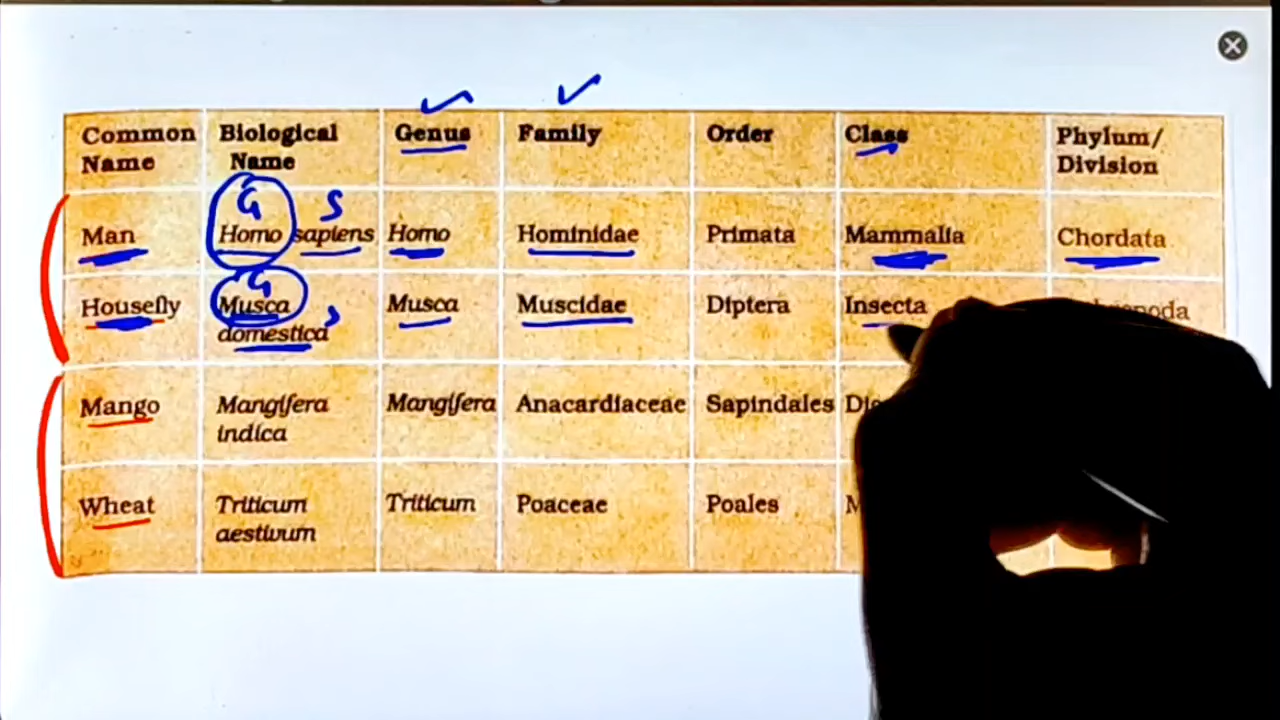 Common Name
Biological Name
Genus
Family
Order
Class
Phylum/ Division
G
S
Man
Homo sapiens
Homo
Hominidae
Primata
Mammalia
Chordata
G
Housefly
Musca domestica
Musca
Muscidae
Diptera
Insecta
Mango
Mangifera indica
Mangifera
Anacardiaceae
Sapindales
Wheat
Triticum aestivum
Triticum
Poaceae
Poales